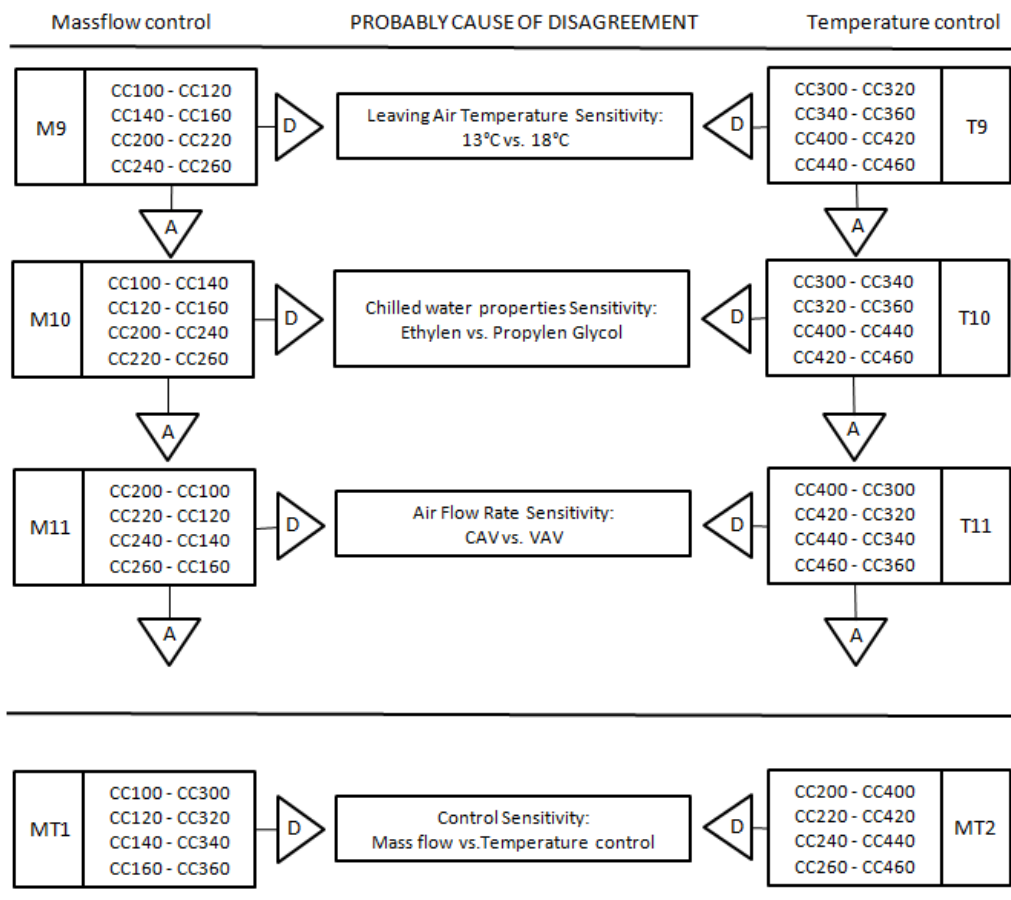 Massflow control
PROBABLY CAUSE OF DISAGREEMENT
Temperature control
M9
CC100 - CC120
CC140 - CC160
CC200 - CC220
CC240 - CC260
D
Leaving Air Temperature Sensitivity:
13°C vs. 18°C
D
CC300 - CC320
CC340 - CC360
CC400 - CC420
CC440 - CC460
T9
A
A
M10
CC100 - CC140
CC120 - CC160
CC200 - CC240
CC220 - CC260
D
Chilled water properties Sensitivity:
Ethylen vs. Propylen Glycol
D
CC300 - CC340
CC320 - CC360
CC400 - CC440
CC420 - CC460
T10
A
A
M11
CC200 - CC100
CC220 - CC120
CC240 - CC140
CC260 - CC160
D
Air Flow Rate Sensitivity:
CAV vs. VAV
D
CC400 - CC300
CC420 - CC320
CC440 - CC340
CC460 - CC360
T11
A
A
MT1
CC100 - CC300
CC120 - CC320
CC140 - CC340
CC160 - CC360
D
Control Sensitivity:
Mass flow vs.Temperature control
D
CC200 - CC400
CC220 - CC420
CC240 - CC440
CC260 - CC460
MT2